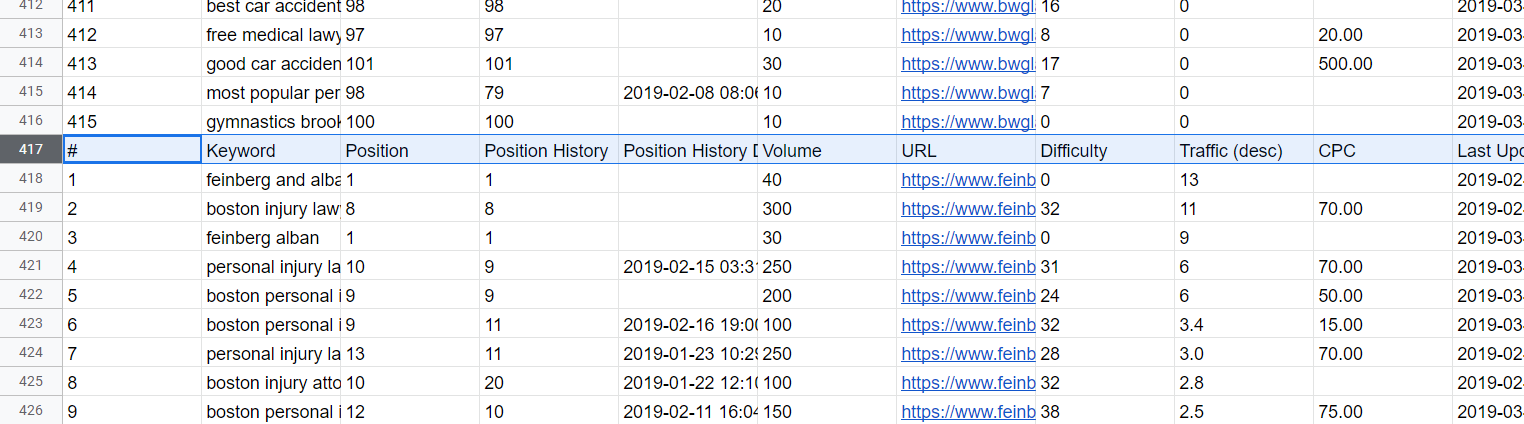 412 411 best car accident 98 98 20 https://www.bwgl 16 0 2019-03
413 412 free medical lawy 97 97 10 https://www.bwgl 8 0 20.00 2019-03
414 413 good car acciden 101 101 30 https://www.bwgl 17 0 500.00 2019-03
415 414 most popular per 98 79 2019-02-08 08:06 10 https://www.bwgl 7 0 2019-03
416 415 gymnastics brook 100 100 10 https://www.bwgl 0 0 2019-03
417 # Keyword Position Position History Position History D Volume URL Difficulty Traffic (desc) CPC Last Upd
418 1 feinberg and alba 1 1 40 https://www.feinb 0 13 2019-02
419 2 boston injury lawy 8 8 300 https://www.feinb 32 11 70.00 2019-03
420 3 feinberg alban 1 1 30 https://www.feinb 0 9 2019-03
421 4 personal injury la 10 9 2019-02-15 03:31 250 https://www.feinb 31 6 70.00 2019-03
422 5 boston personal i 9 9 200 https://www.feinb 24 6 50.00 2019-03
423 6 boston personal i 9 11 2019-02-16 19:00 100 https://www.feinb 32 3.4 15.00 2019-03
424 7 personal injury la 13 11 2019-01-23 10:28 250 https://www.feinb 28 3.0 70.00 2019-02
425 8 boston injury atto 10 20 2019-01-22 12:10 100 https://www.feinb 32 2.8 2019-02
426 9 boston personal i 12 10 2019-02-11 16:04 150 https://www.feinb 38 2.5 75.00 2019-03